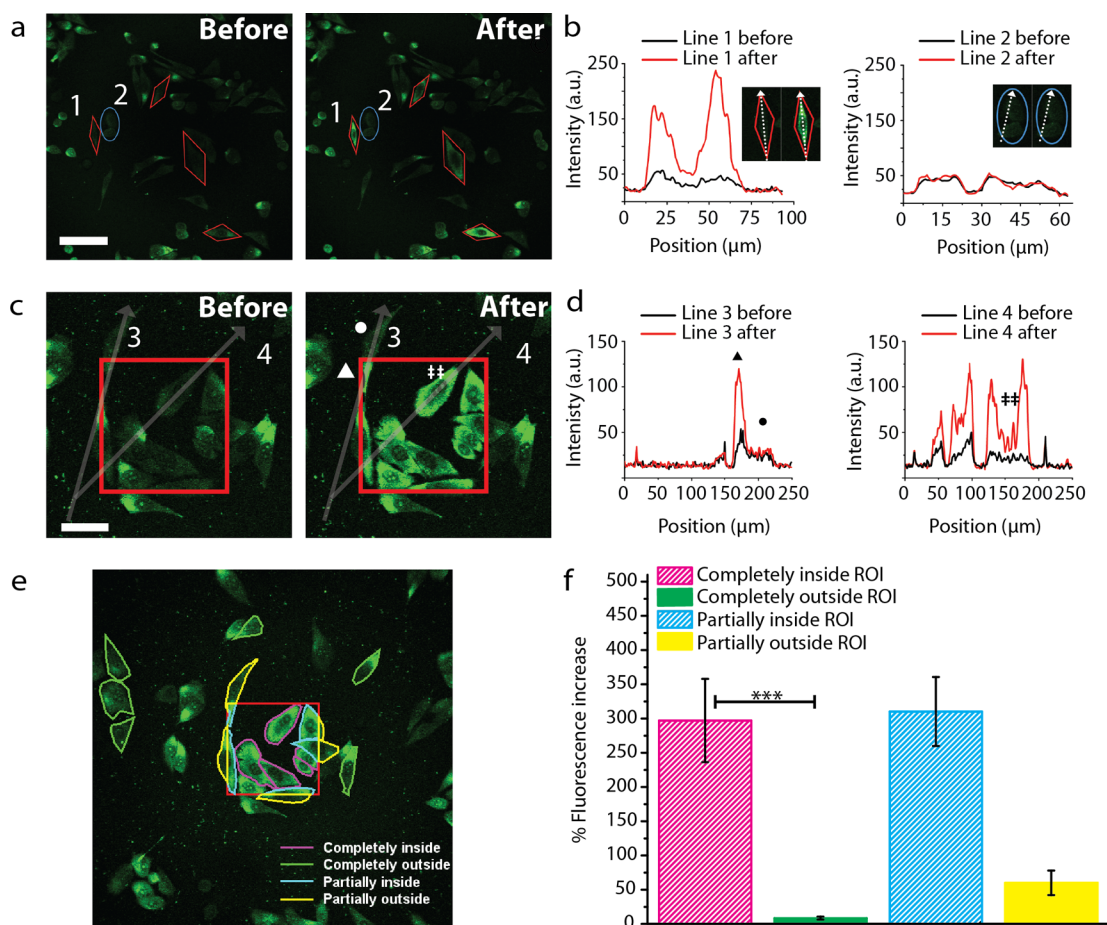 a
Before
After
1
2
1
2
b
Line 1 before
Line 1 after
Intensity (a.u.)
250
200
150
100
50
0
25
50
75
100
Position (µm)
Line 2 before
Line 2 after
Intensity (a.u.)
250
200
150
100
50
0
15
30
45
60
Position (µm)
c
Before
After
3
4
3
4
‡‡
d
Line 3 before
Line 3 after
Intensity (a.u.)
150
100
50
0
50
100
150
200
250
Position (µm)
Line 4 before
Line 4 after
Intensity (a.u.)
150
100
50
‡‡
0
50
100
150
200
250
Position (µm)
e
Completely inside
Completely outside
Partially inside
Partially outside
f
Completely inside ROI
Completely outside ROI
Partially inside ROI
Partially outside ROI
% Fluorescence increase
500
450
400
350
300
250
200
150
100
50
0
***